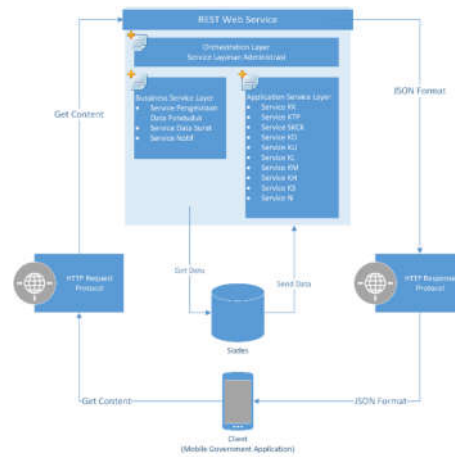 REST Web Service
Orchestration Layer
Service Layanan Administrasi
Bussiness Service Layer
Service Pengelolaan
Data Penduduk
Service Data Surat
Service Notif
Application Service Layer
Service KK
Service KTP
Service SKCK
Service KD
Service KU
Service KL
Service KM
Service KH
Service KB
Service N
Get Content
JSON Format
HTTP Request
Protocol
HTTP Response
Protocol
Get Data
Send Data
Sisdes
Get Content
JSON Format
Client
(Mobile Government Application)